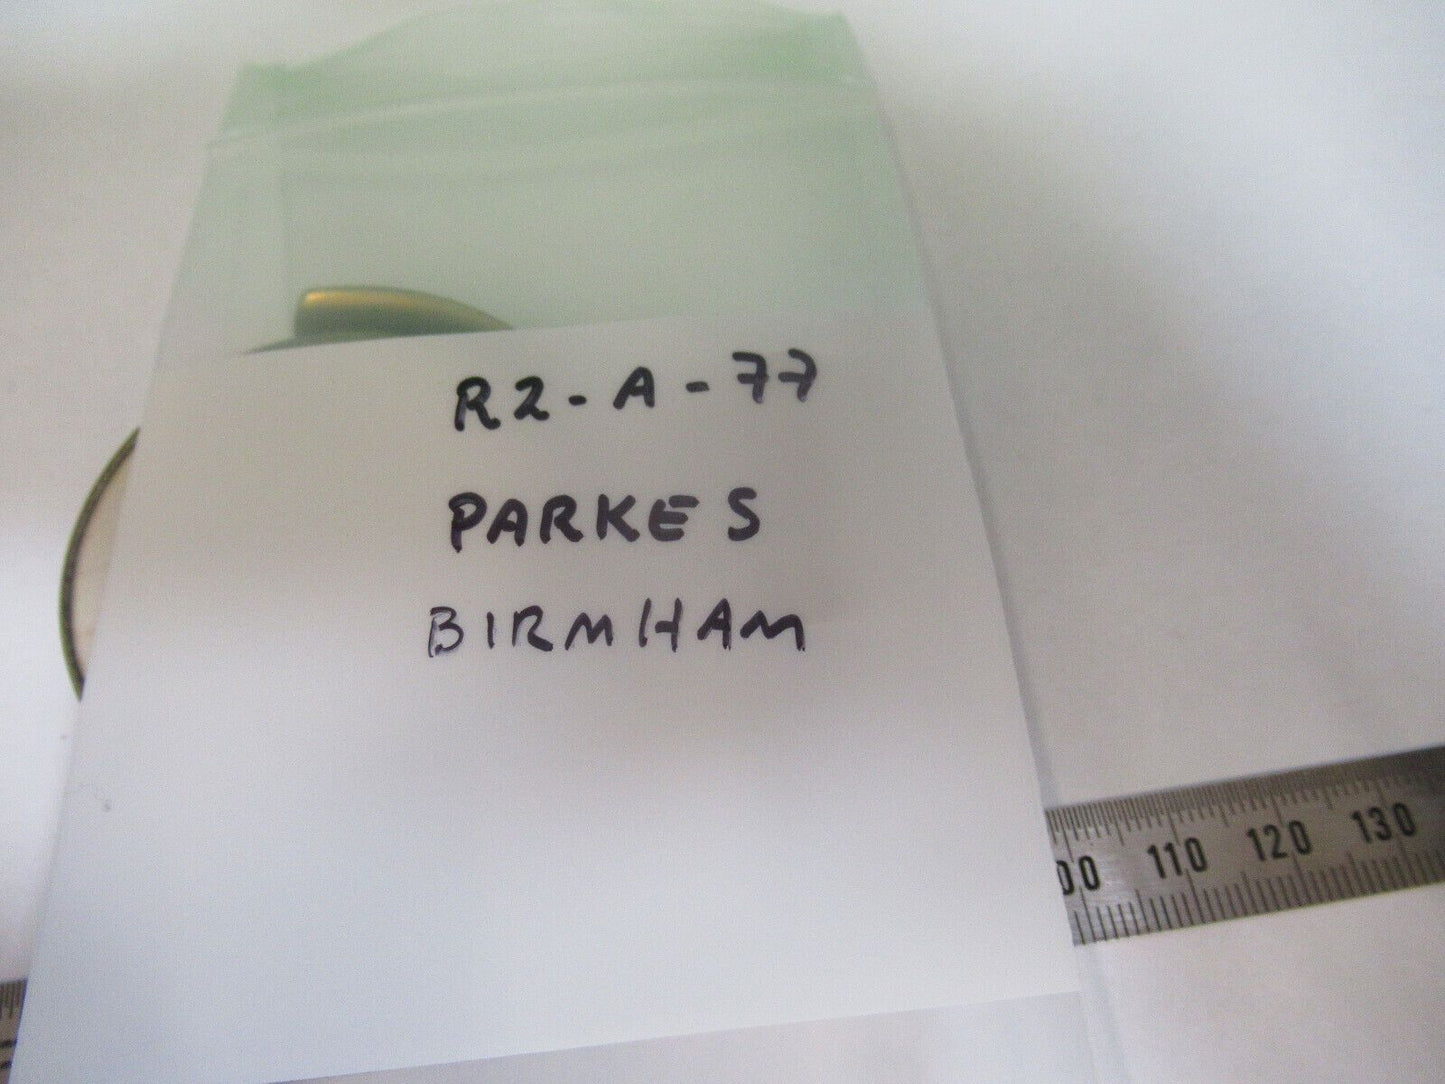 R2-A-77
PARKES
BIRMHAM
00 110 120 130